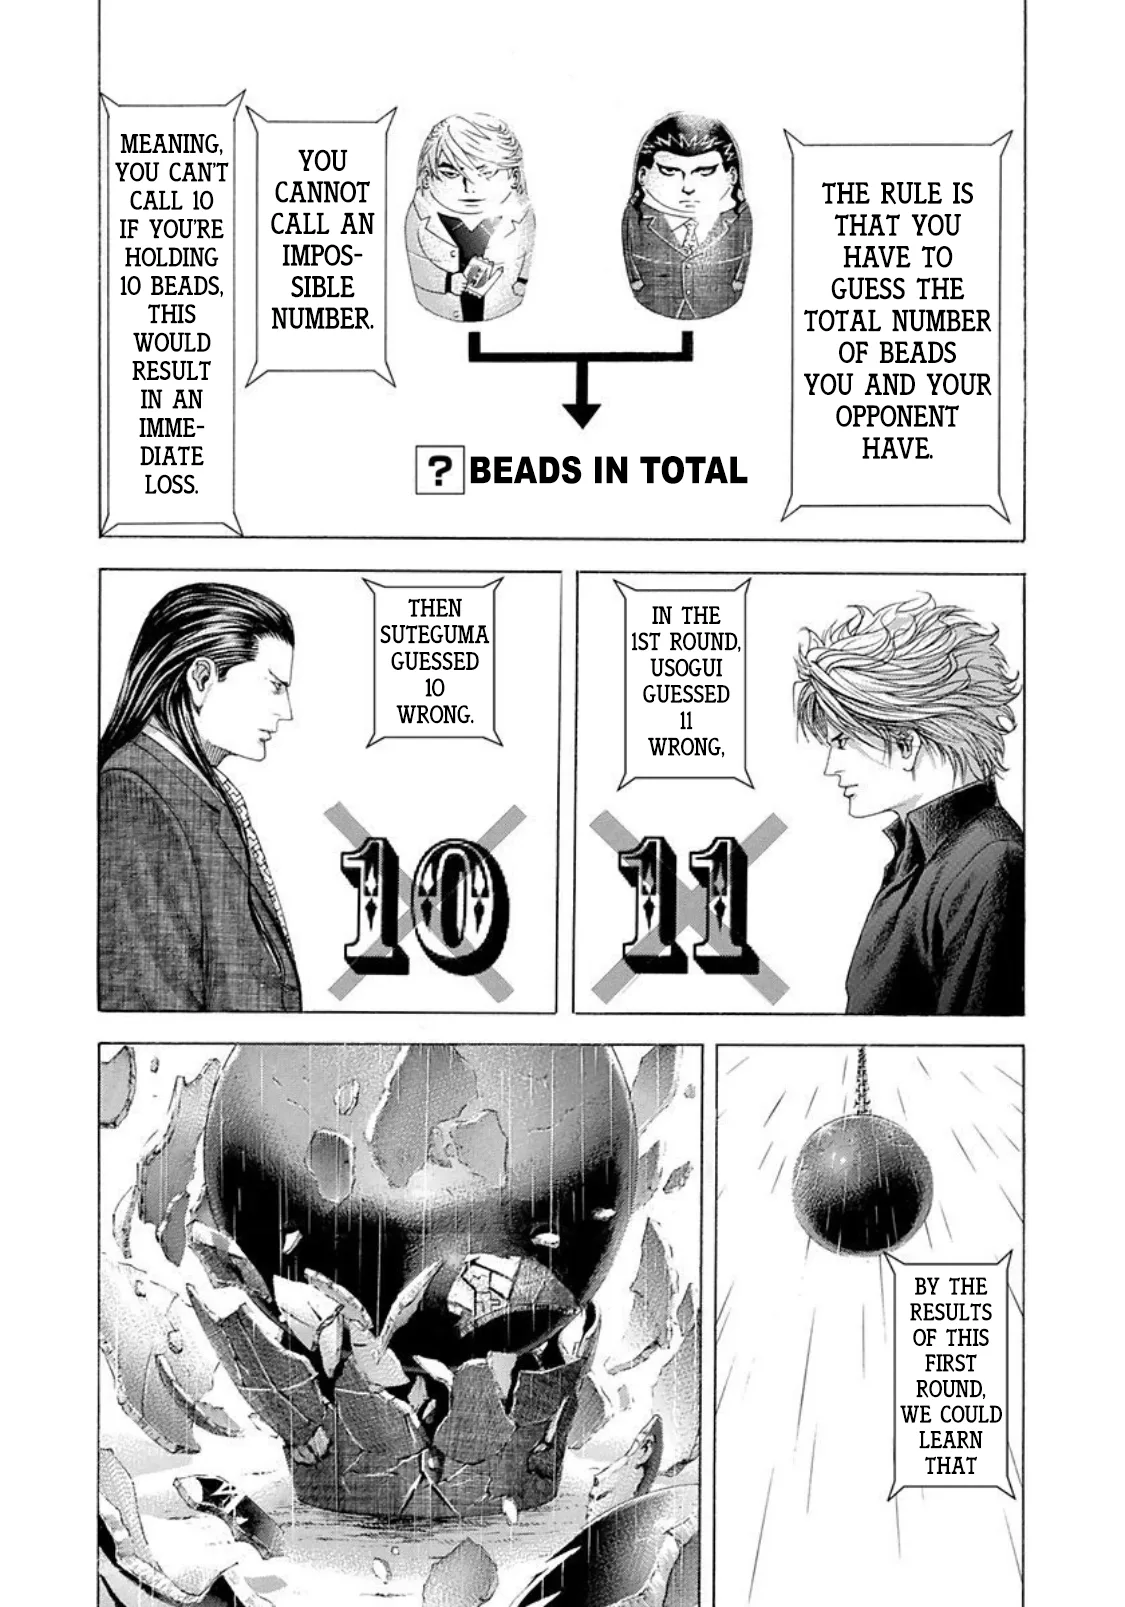 THE RULE IS
THAT YOU
HAVE TO
GUESS THE
TOTAL NUMBER
OF BEADS
YOU AND YOUR
OPPONENT
HAVE.
? BEADS IN TOTAL
YOU
CANNOT
CALL AN
IMPOS-
SIBLE
NUMBER.
MEANING,
YOU CAN'T
CALL 10
IF YOU'RE
HOLDING
10 BEADS,
THIS
WOULD
RESULT
IN AN
IMME-
DIATE
LOSS.
IN THE
1ST ROUND,
USOGUI
GUESSED
11
WRONG,
11
THEN
SUTEGUMA
GUESSED
10
WRONG.
10
BY THE
RESULTS
OF THIS
FIRST
ROUND,
WE COULD
LEARN
THAT